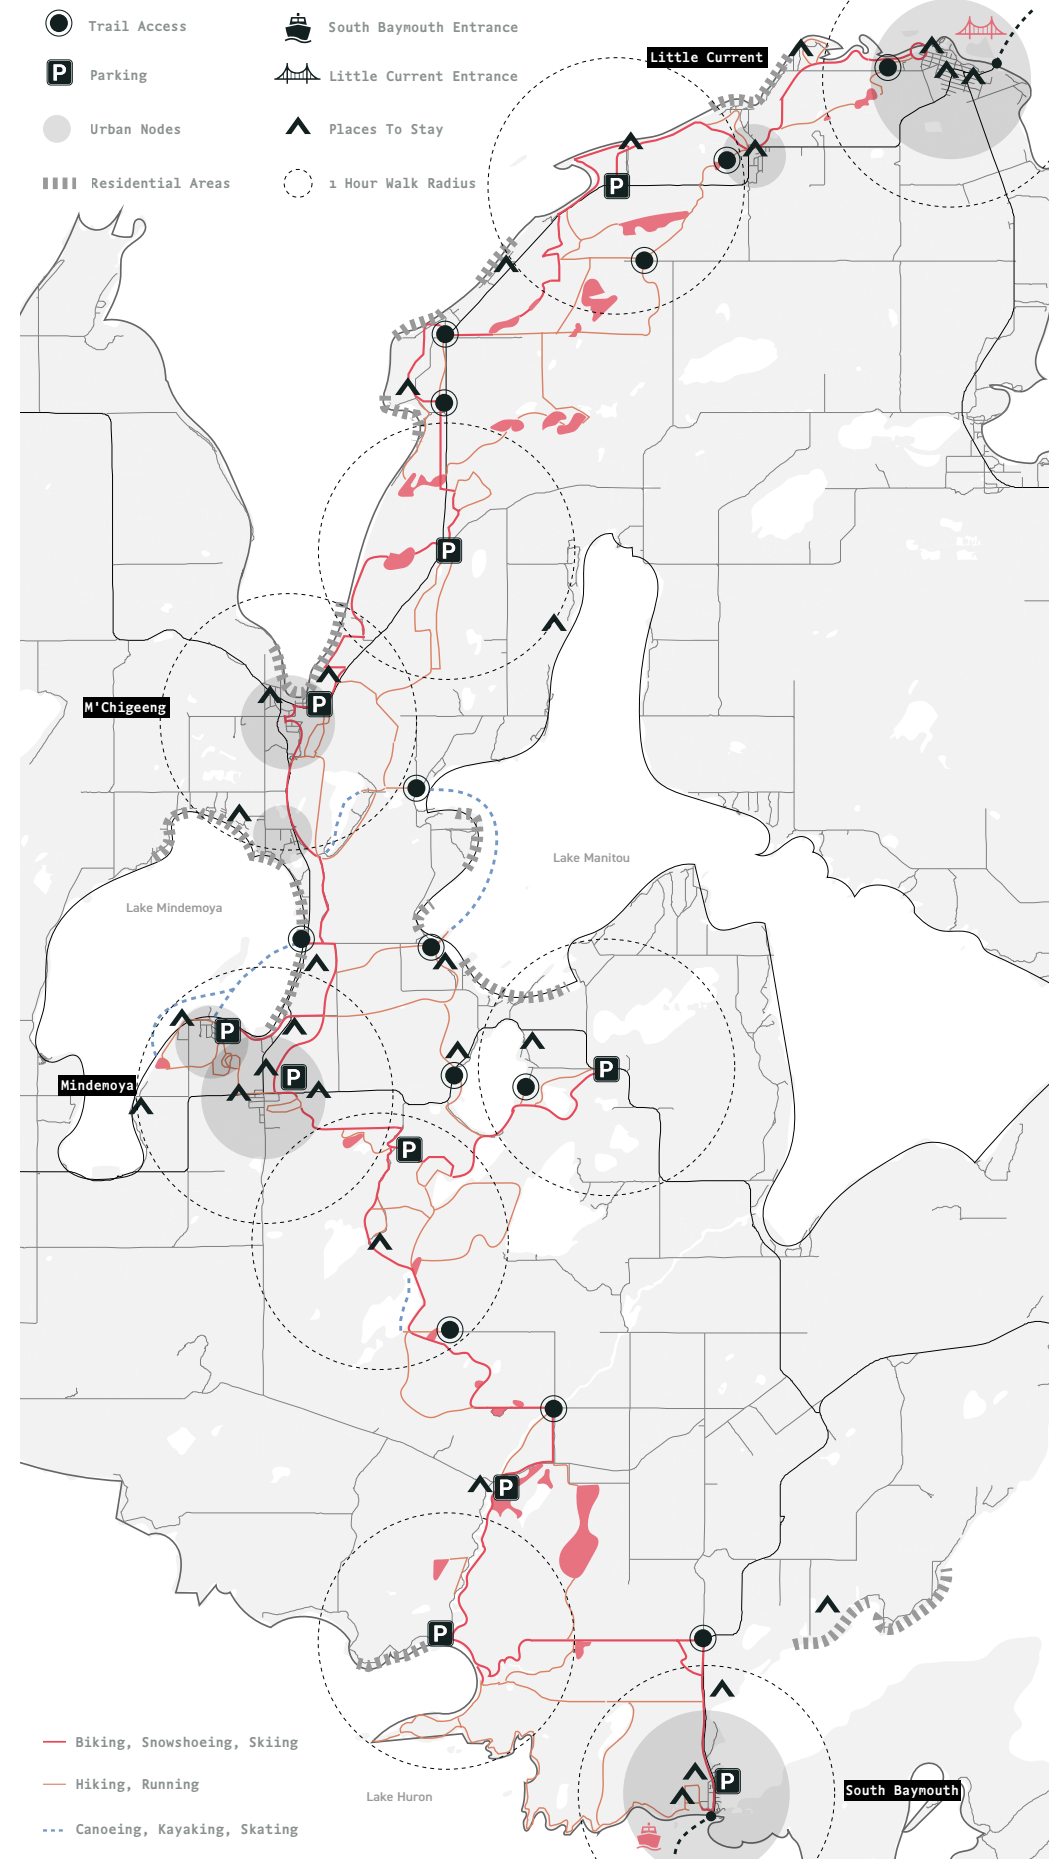 Trail Access
South Baymouth Entrance
P
Parking
Little Current Entrance
Urban Nodes
Places To Stay
Residential Areas
1 Hour Walk Radius
Little Current
P
P
M'Chigeeng
P
Lake Manitou
Lake Mindemoya
P
P
P
Mindemoya
P
P
P
Biking, Snowshoeing, Skiing
Hiking, Running
P
South Baymouth
Lake Huron
Canoeing, Kayaking, Skating